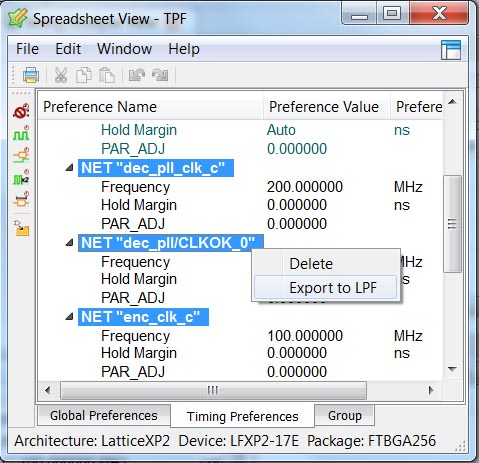 Spreadsheet View - TPF
File Edit Window Help
Preference Name Preference Value Prefere
Hold Margin Auto ns
PAR_ADJ 0.000000
NET "dec_pll_clk_c"
Frequency 200.000000 MHz
Hold Margin 0.000000 ns
PAR_ADJ 0.000000
NET "dec_pll/CLKOK_0"
Frequency MHz
Delete
Hold Margin ns
Export to LPF
PAR_ADJ
NET "enc_clk_c"
Frequency 100.000000 MHz
Hold Margin 0.000000 ns
PAR_ADJ 0.000000
Global Preferences Timing Preferences Group
Architecture: LatticeXP2 Device: LFXP2-17E Package: FTBGA256